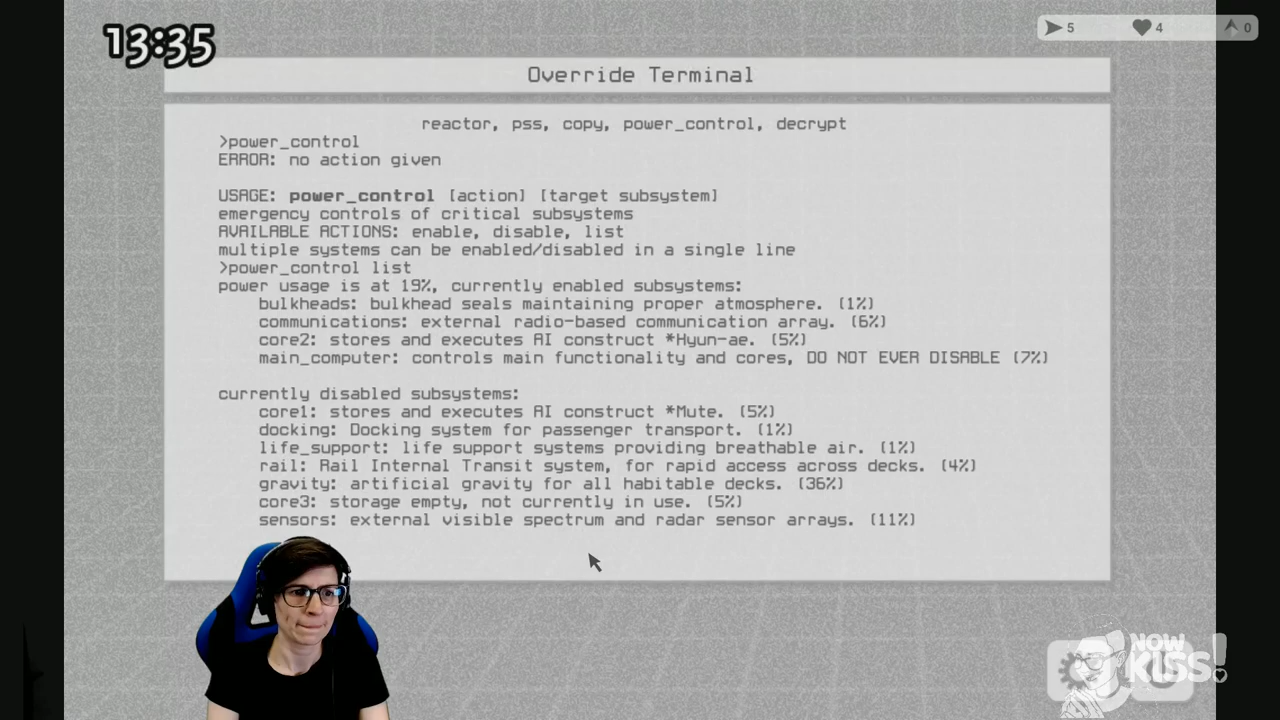 13:35
5 4 0
Override Terminal
reactor, pss, copy, power_control, decrypt
>power_control
ERROR: no action given
USAGE: power_control [action] [target subsystem]
emergency controls of critical subsystems
AVAILABLE ACTIONS: enable, disable, list
multiple systems can be enabled/disabled in a single line
>power_control list
power usage is at 19%, currently enabled subsystems:
bulkheads: bulkhead seals maintaining proper atmosphere. (1%)
communications: external radio-based communication array. (6%)
core2: stores and executes AI construct *Hyun-ae. (5%)
main_computer: controls main functionality and cores, DO NOT EVER DISABLE (7%)
currently disabled subsystems:
core1: stores and executes AI construct *Mute. (5%)
docking: Docking system for passenger transport. (1%)
life_support: life support systems providing breathable air. (1%)
rail: Rail Internal Transit system, for rapid access across decks. (4%)
gravity: artificial gravity for all habitable decks. (36%)
core3: storage empty, not currently in use. (5%)
sensors: external visible spectrum and radar sensor arrays. (11%)
NOW
KISS!